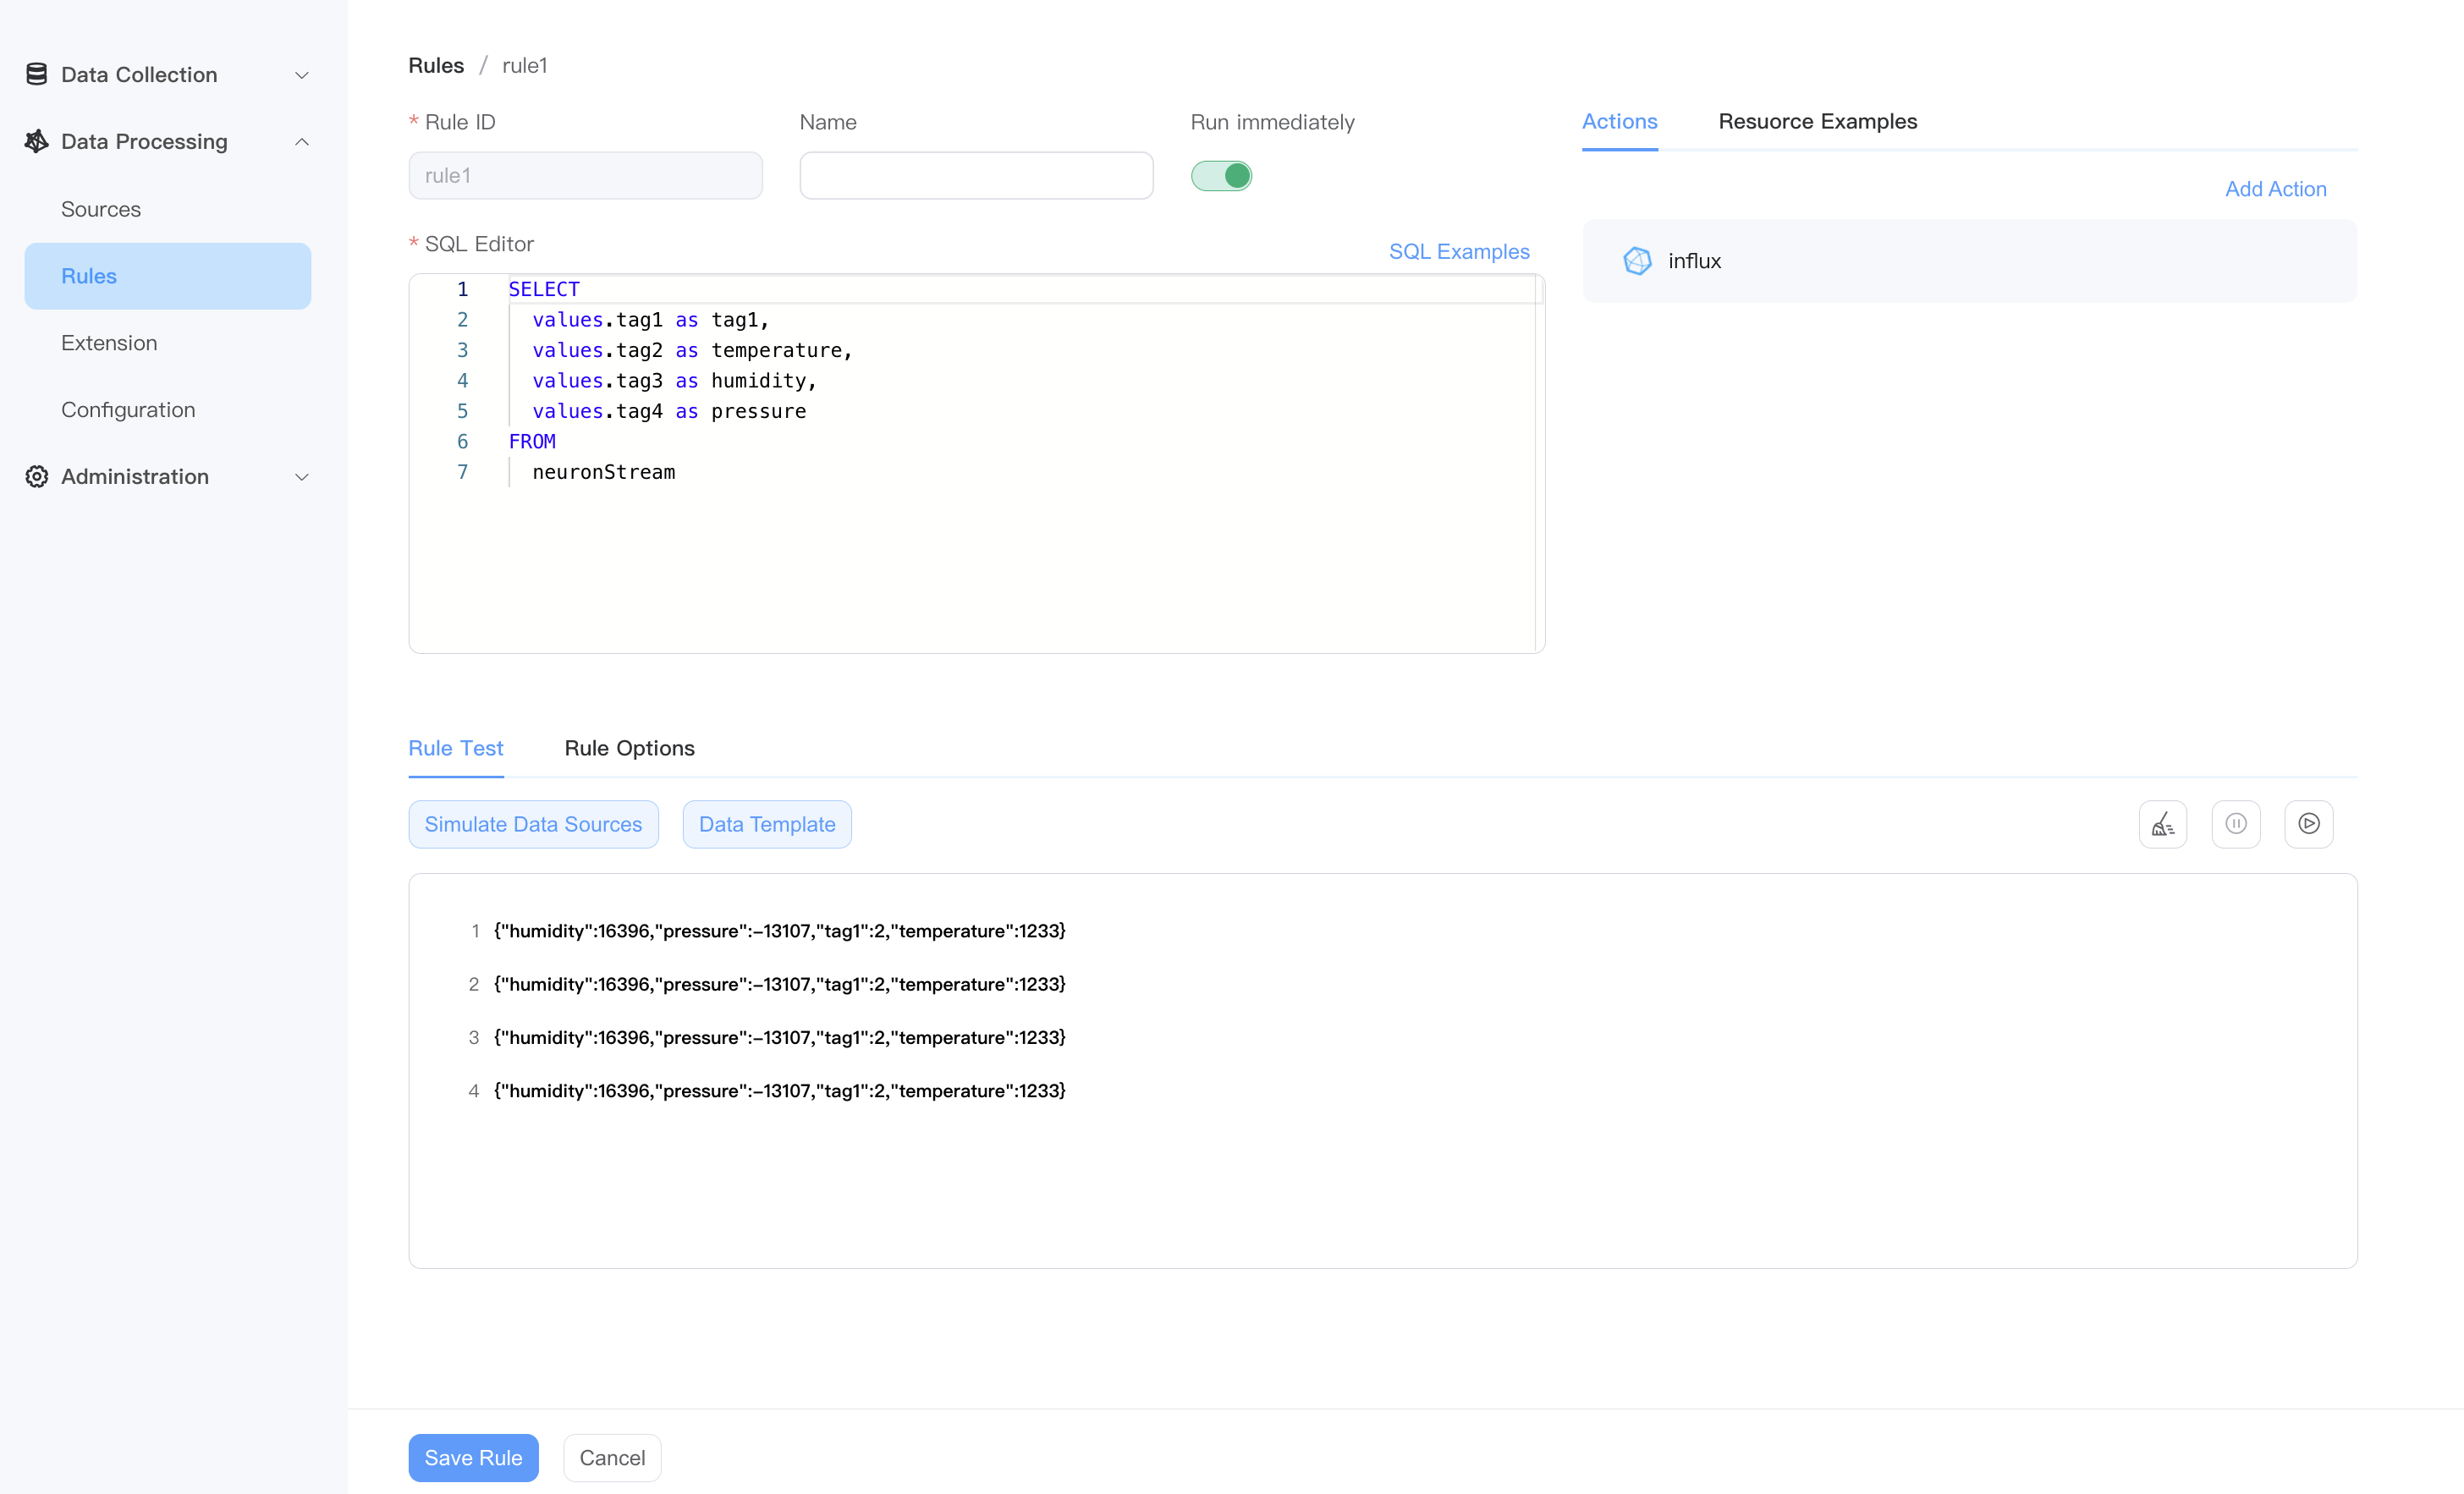 Data Collection
Data Processing
Sources
Rules
Extension
Configuration
Administration
Rules / rule1
* Rule ID
rule1
Name
Run immediately
* SQL Editor
SQL Examples
1 SELECT
2 values.tag1 as tag1,
3 values.tag2 as temperature,
4 values.tag3 as humidity,
5 values.tag4 as pressure
6 FROM
7 neuronStream
Actions
Resuorce Examples
Add Action
influx
Rule Test
Rule Options
Simulate Data Sources
Data Template
1 {"humidity":16396,"pressure":-13107,"tag1":2,"temperature":1233}
2 {"humidity":16396,"pressure":-13107,"tag1":2,"temperature":1233}
3 {"humidity":16396,"pressure":-13107,"tag1":2,"temperature":1233}
4 {"humidity":16396,"pressure":-13107,"tag1":2,"temperature":1233}
Save Rule
Cancel